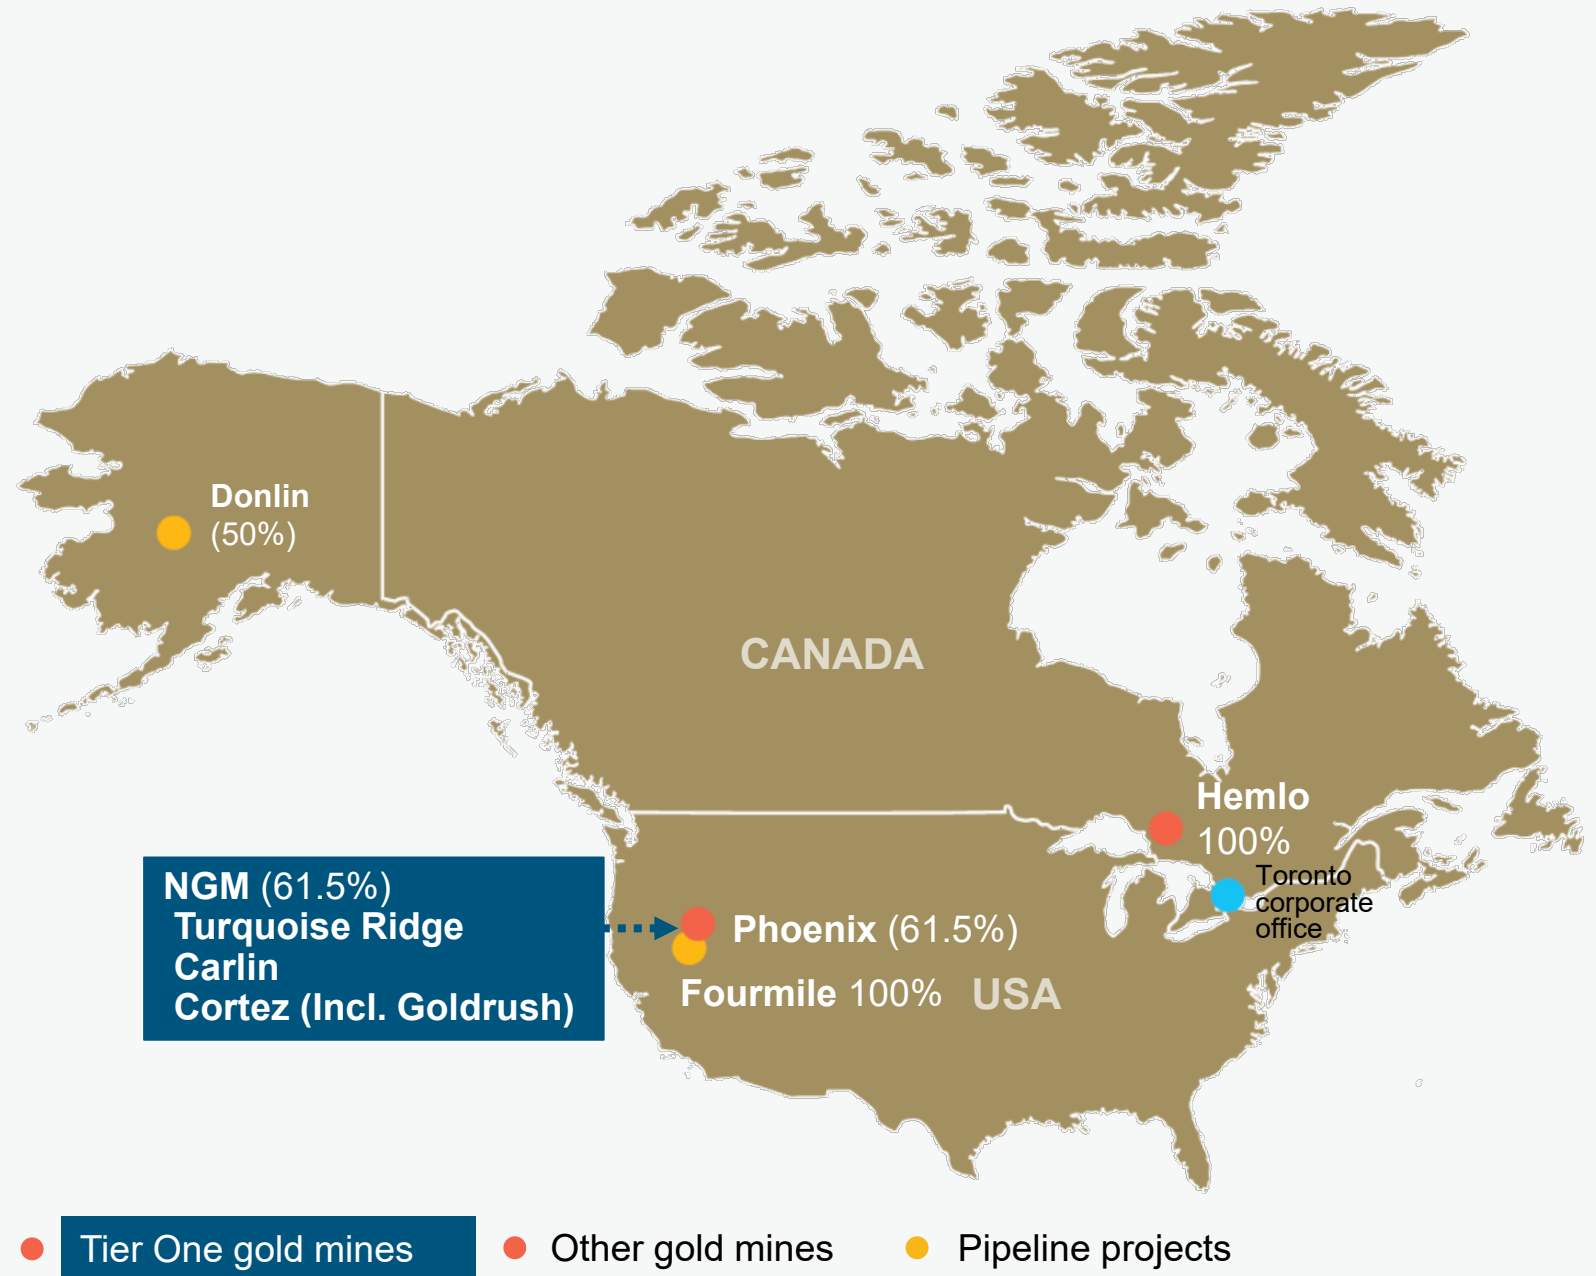 Donlin
(50%)
CANADA
Hemlo
100%
Toronto
corporate
office
NGM (61.5%)
Turquoise Ridge
Carlin
Cortez (Incl. Goldrush)
Phoenix (61.5%)
Fourmile 100%
USA
Tier One gold mines
Other gold mines
Pipeline projects